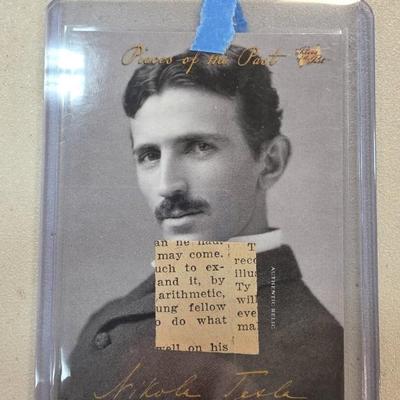 Pieces of the Past
an he had.
may come.
uch to ex-
and it, by
arithmetic,
ung fellow
o do what
well on his
T
reco
illus
Ty
will
eve
ma
AUTHENTIC RELIC
Nikola Tesla